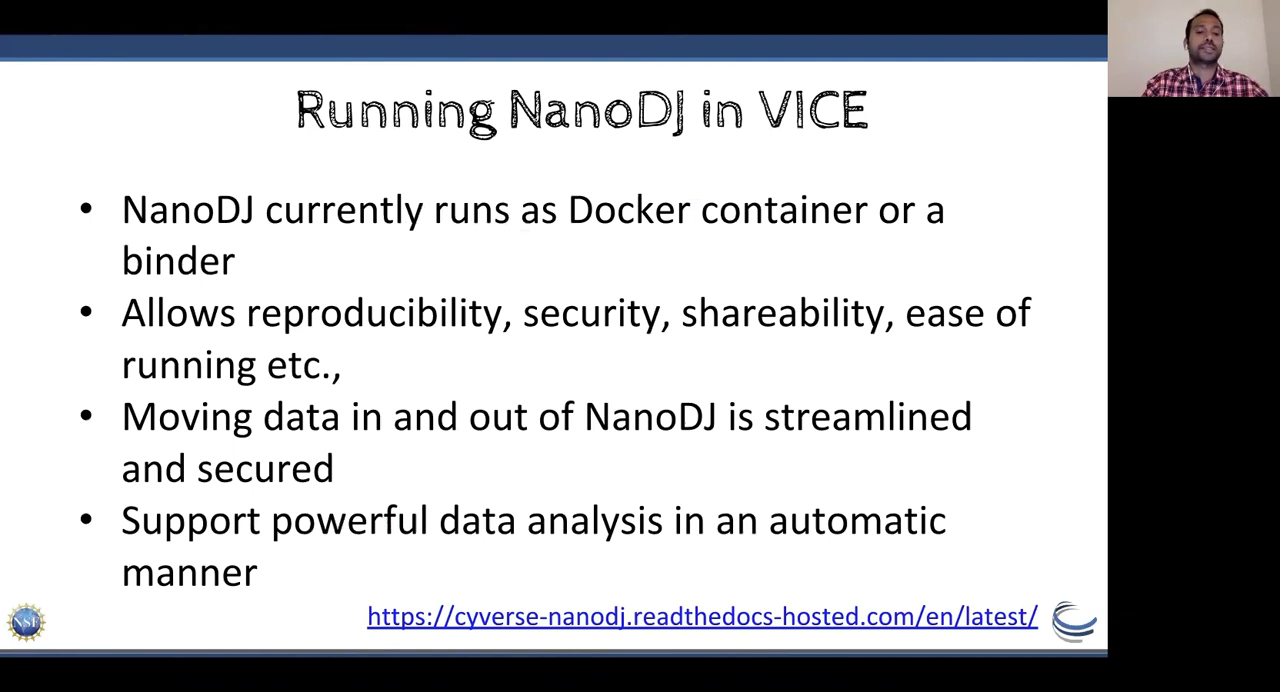 Running NanoDJ in VICE
• NanoDJ currently runs as Docker container or a
binder
• Allows reproducibility, security, shareability, ease of
running etc.,
• Moving data in and out of NanoDJ is streamlined
and secured
• Support powerful data analysis in an automatic
manner
https://cyverse-nanodj.readthedocs-hosted.com/en/latest/
NSF